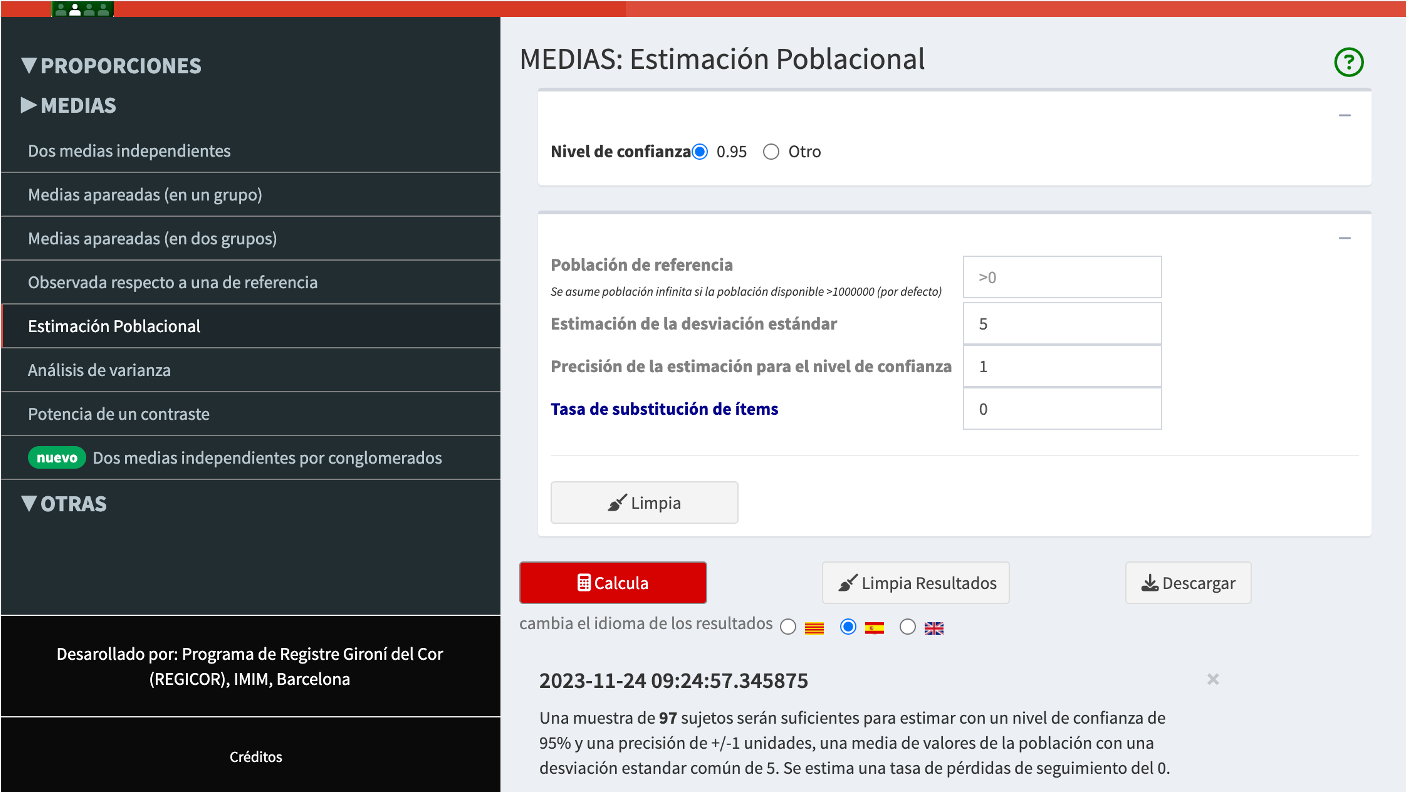 ▼PROPORCIONES
▶MEDIAS
Dos medias independientes
Medias apareadas (en un grupo)
Medias apareadas (en dos grupos)
Observada respecto a una de referencia
Estimación Poblacional
Análisis de varianza
Potencia de un contraste
nuevo Dos medias independientes por conglomerados
▼OTRAS
Desarollado por: Programa de Registre Gironí del Cor
(REGICOR), IMIM, Barcelona
Créditos
MEDIAS: Estimación Poblacional
?
Nivel de confianza 0.95 Otro
Población de referencia >0
Se asume población infinita si la población disponible >1000000 (por defecto)
Estimación de la desviación estándar 5
Precisión de la estimación para el nivel de confianza 1
Tasa de substitución de ítems 0
Limpia
Calcula Limpia Resultados Descargar
cambia el idioma de los resultados
2023-11-24 09:24:57.345875 ×
Una muestra de 97 sujetos serán suficientes para estimar con un nivel de confianza de
95% y una precisión de +/-1 unidades, una media de valores de la población con una
desviación estandar común de 5. Se estima una tasa de pérdidas de seguimiento del 0.